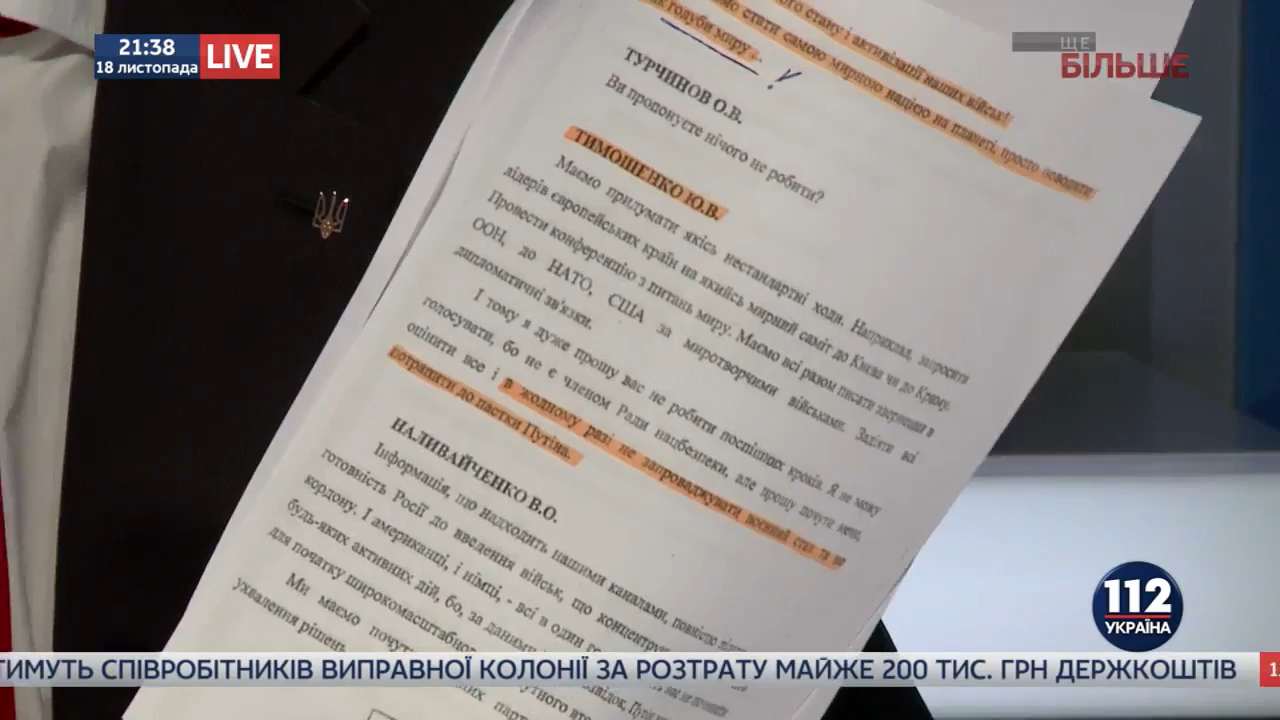 21:38
18 листопада
LIVE
ЩЕ
БІЛЬШЕ
ого стану і активізації наших військ!
мо стати самою мирною нацією на планеті, просто
як голуби миру.
ТУРЧИНОВ О.В.
Ви пропонуєте нічого не робити?
ТИМОШЕНКО Ю.В.
Маємо придумати якісь нестандартні ходи. Наприклад, запросити
лідерів європейських країн на якийсь мирний саміт до Києва чи до Криму.
Провести конференцію з питань миру. Маємо всі разом писати звернення в
ООН, до НАТО, США за миротворчими військами. Задіяти всі
дипломатичні зв'язки.
І тому я дуже прошу вас не робити поспішних кроків. Я не можу
голосувати, бо не є членом Ради нацбезпеки, але прошу почути мене,
оцінити все і в жодному разі не запроваджувати воєнний стан та не
потрапити до пастки Путіна.
НАЛИВАЙЧЕНКО В.О.
Інформація, що надходить нашими каналами, повністю
готовність Росії до введення військ, що концентру
кордону. І американці, і німці, - всі в один го
будь-яких активних дій, бо, за даними
для початку широкомасштабно
Ми маємо почут
ухвалення рішень
112
УКРАЇНА
ТИМУТЬ СПІВРОБІТНИКІВ ВИПРАВНОЇ КОЛОНІЇ ЗА РОЗТРАТУ МАЙЖЕ 200 ТИС. ГРН ДЕРЖКОШТІВ